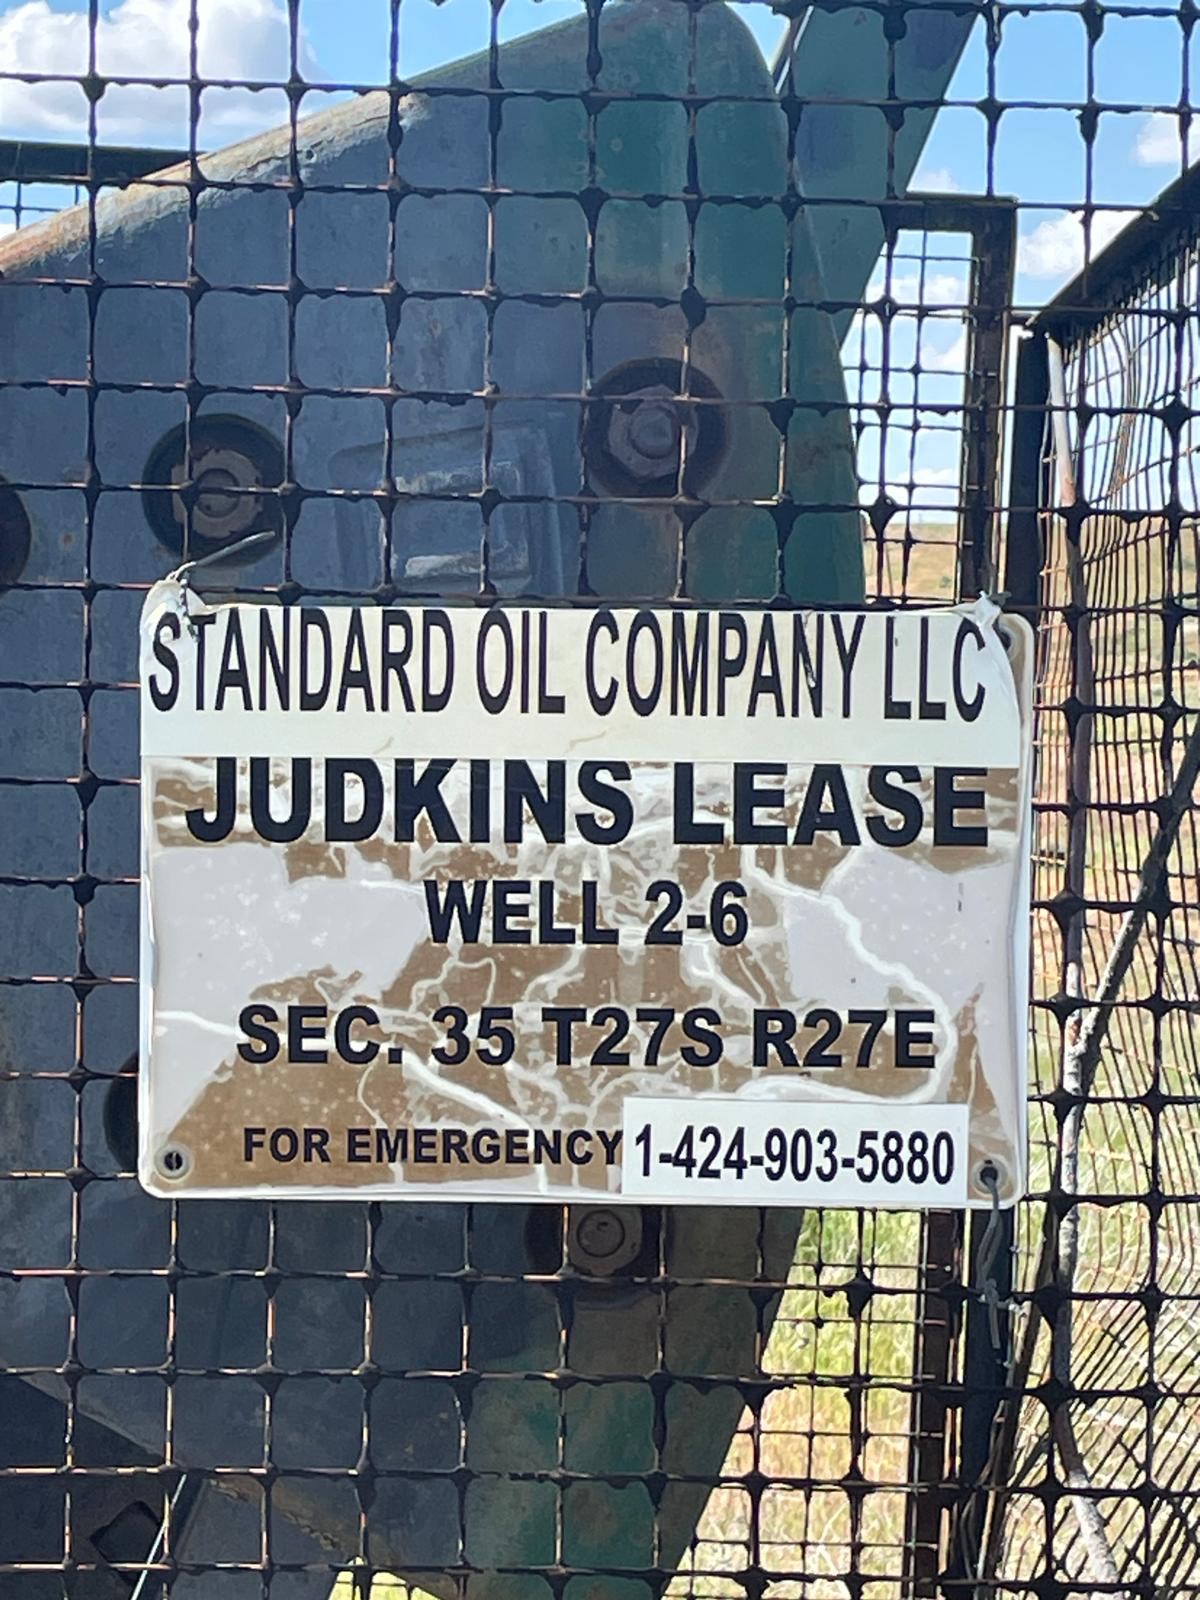 STANDARD OIL COMPANY LLC
JUDKINS LEASE
WELL 2-6
SEC. 35 T27S R27E
FOR EMERGENCY 1-424-903-5880